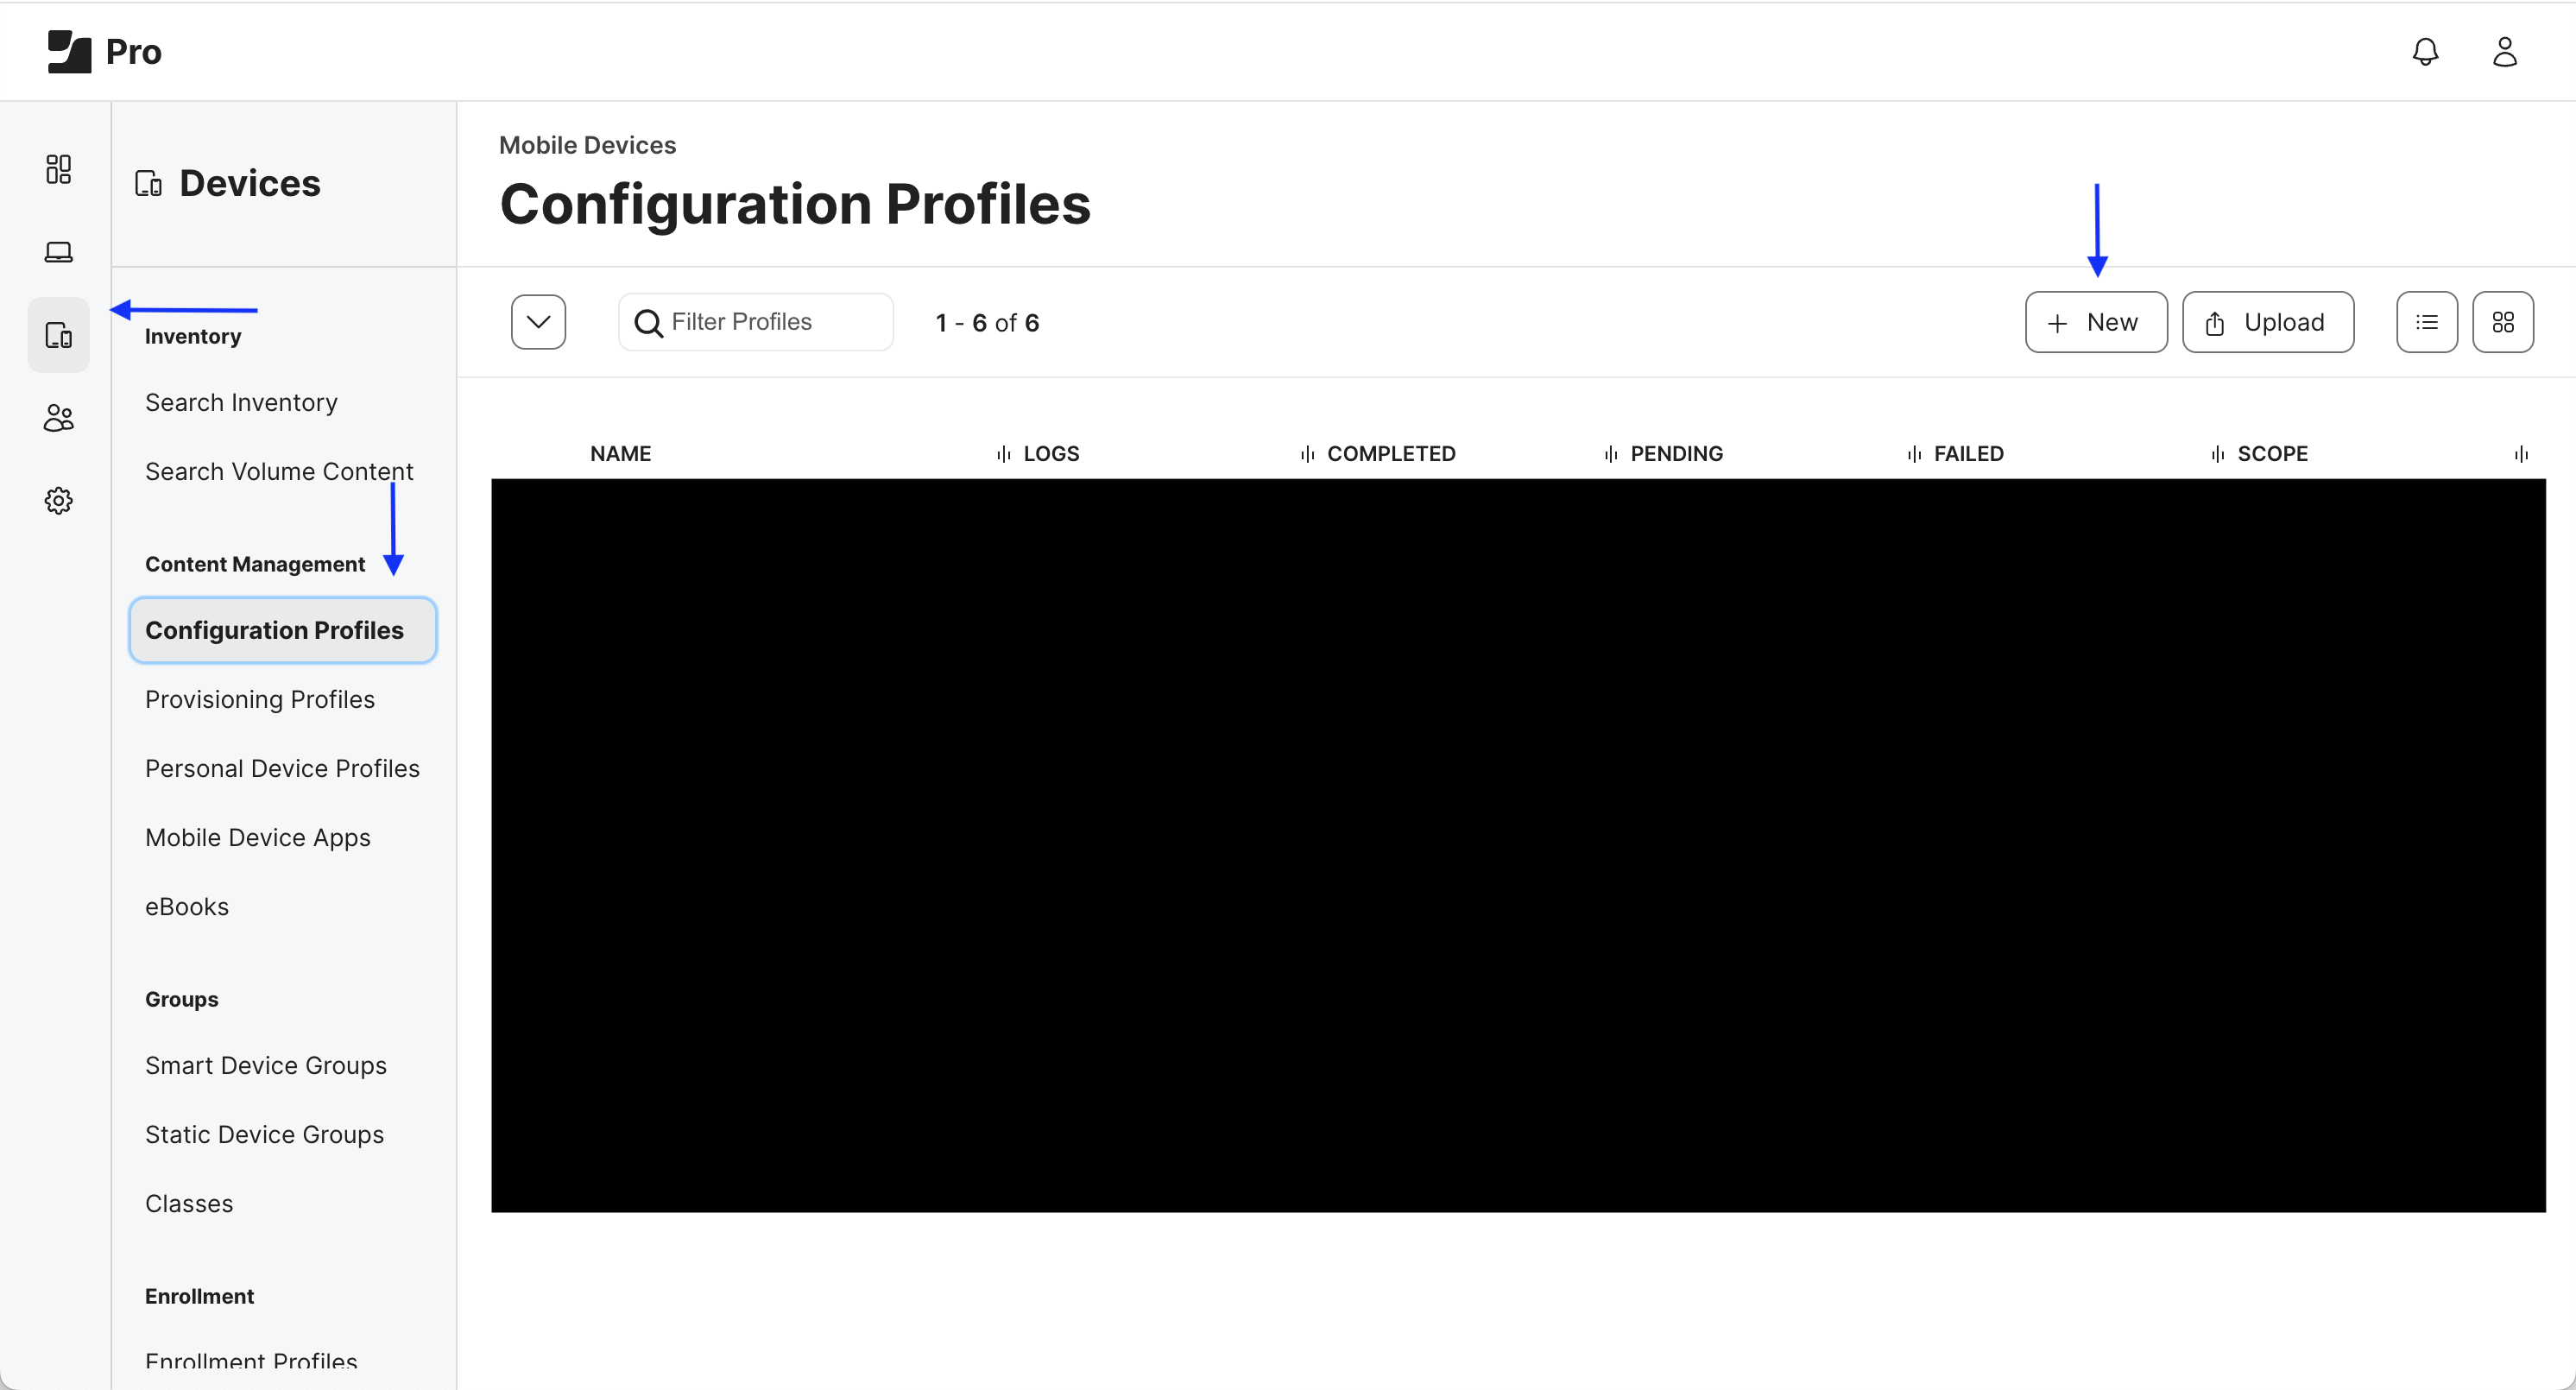 Pro
Devices
Inventory
Search Inventory
Search Volume Content
Content Management
Configuration Profiles
Provisioning Profiles
Personal Device Profiles
Mobile Device Apps
eBooks
Groups
Smart Device Groups
Static Device Groups
Classes
Enrollment
Enrollment Profiles
Mobile Devices
Configuration Profiles
Filter Profiles 1 - 6 of 6 New Upload
NAME LOGS COMPLETED PENDING FAILED SCOPE